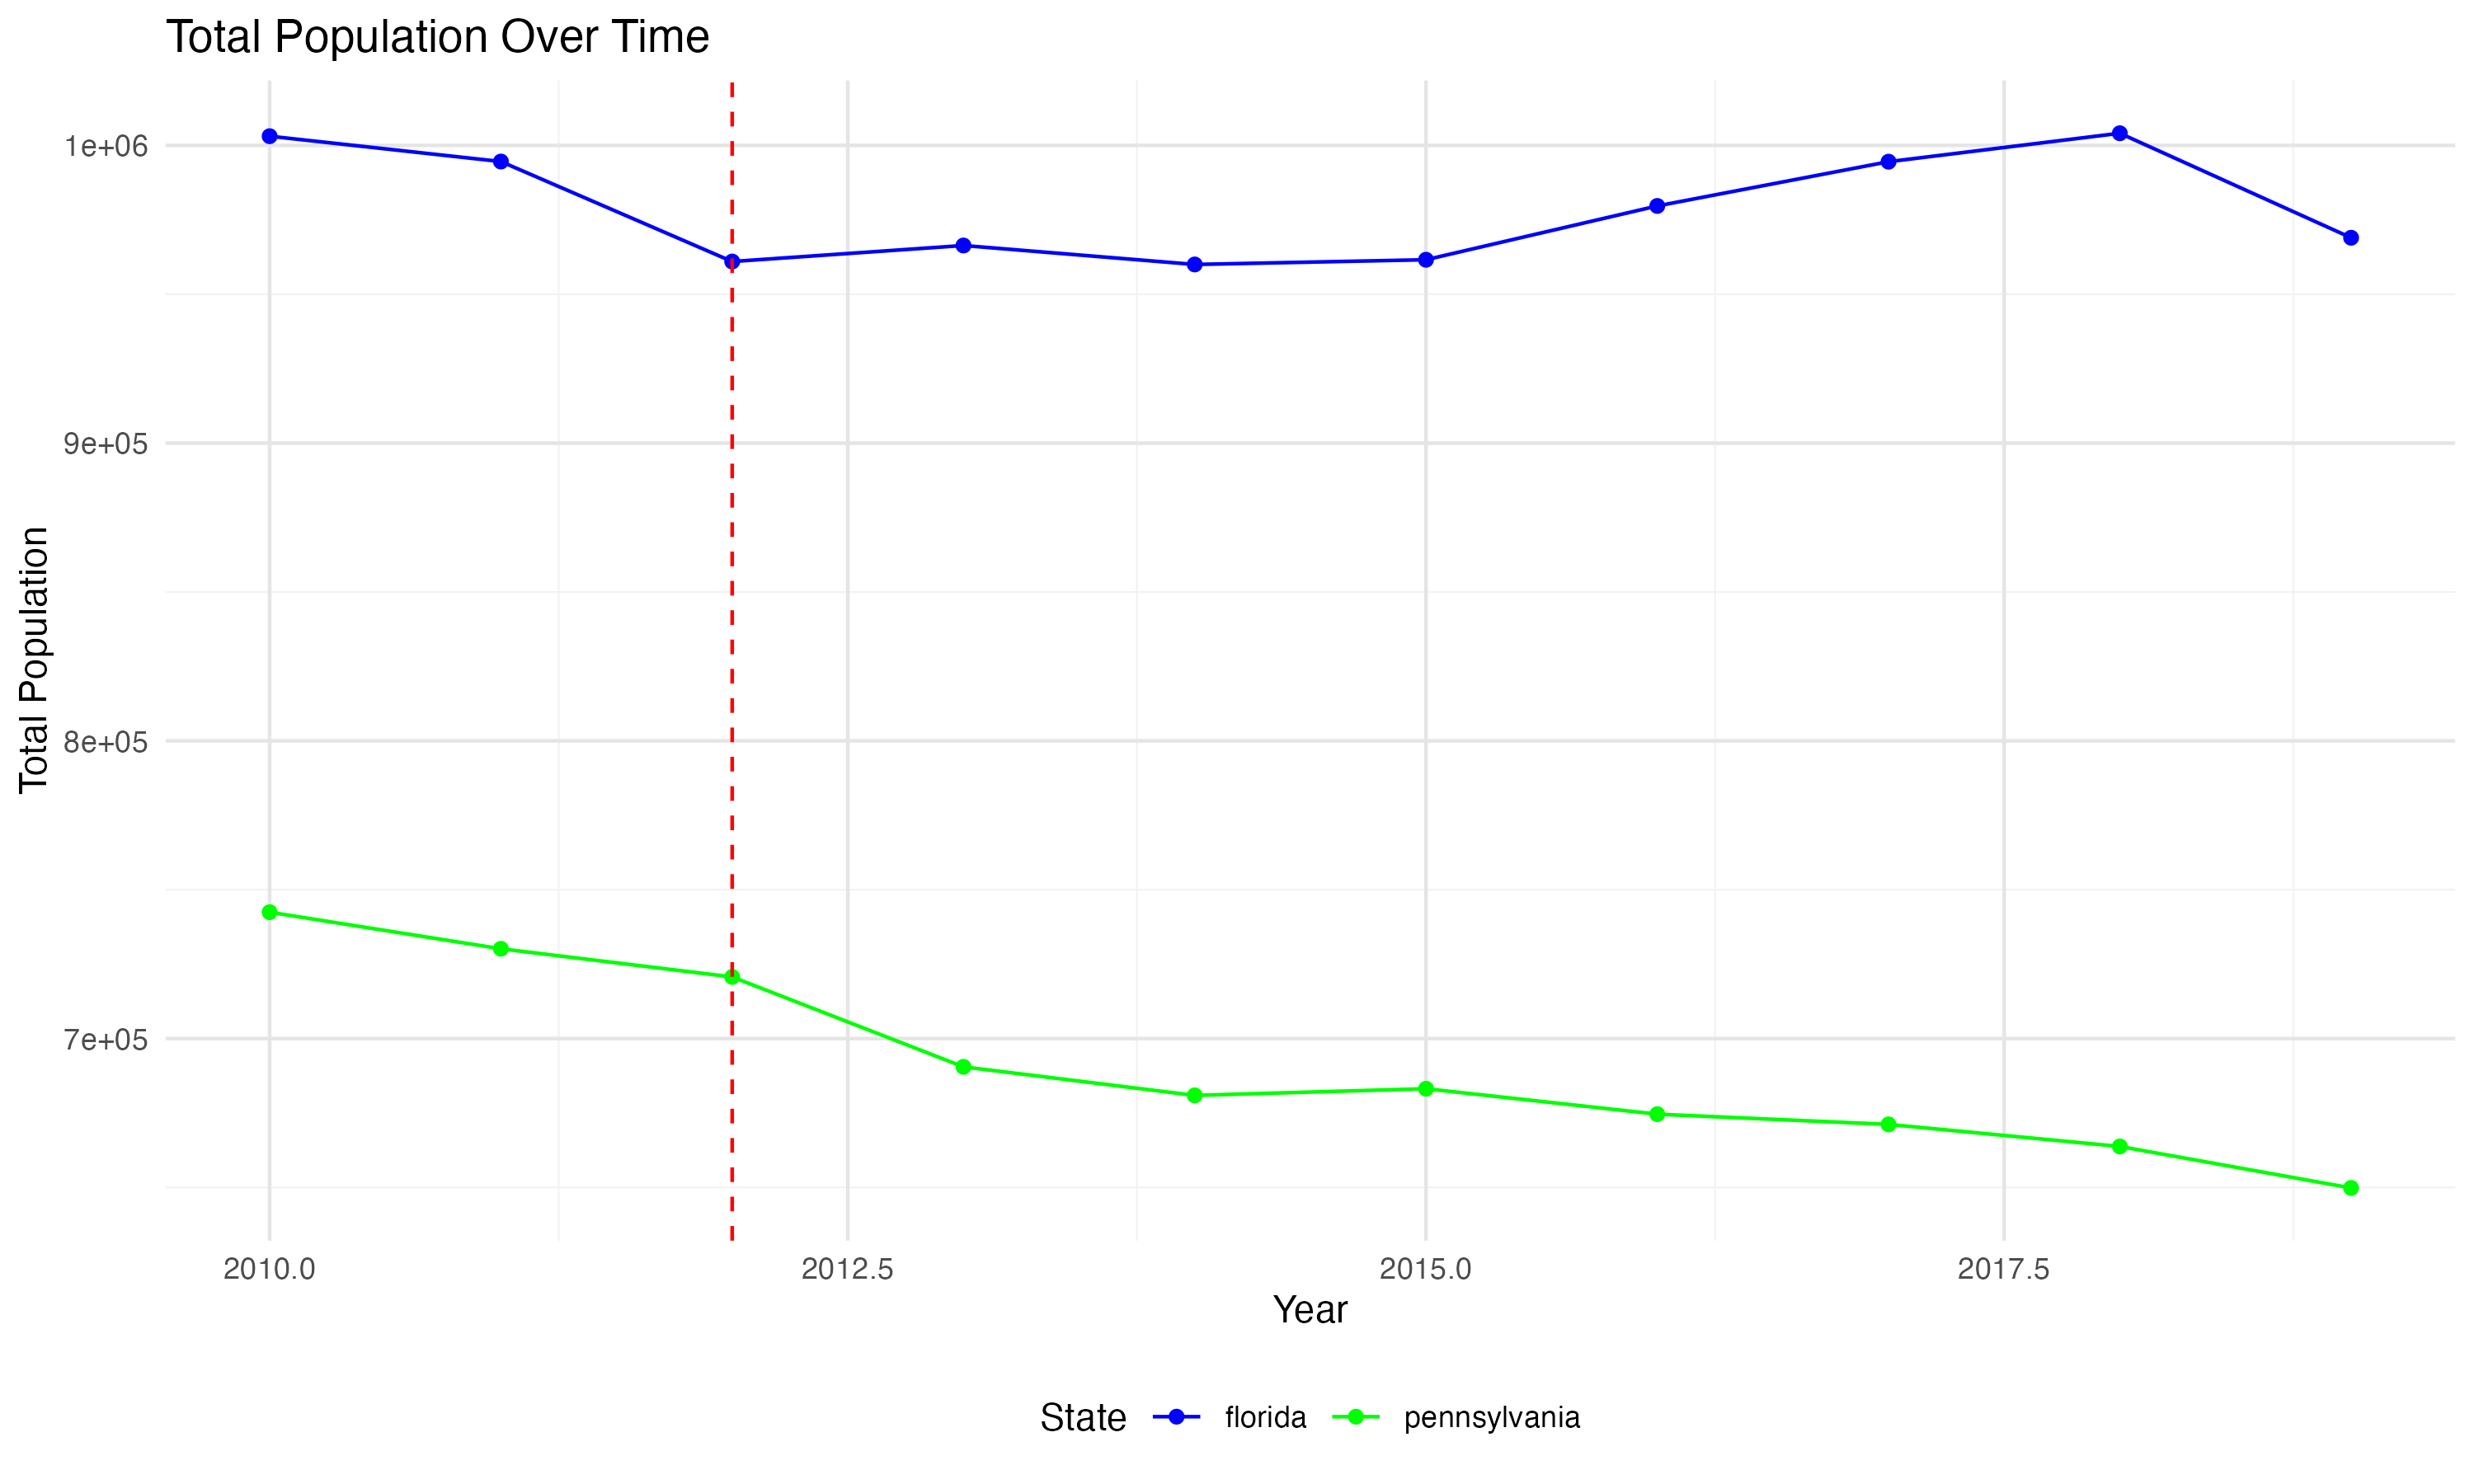 Total Population Over Time
1e+06
9e+05
8e+05
7e+05
Total Population
2010.0 2012.5 2015.0 2017.5
Year
State florida pennsylvania